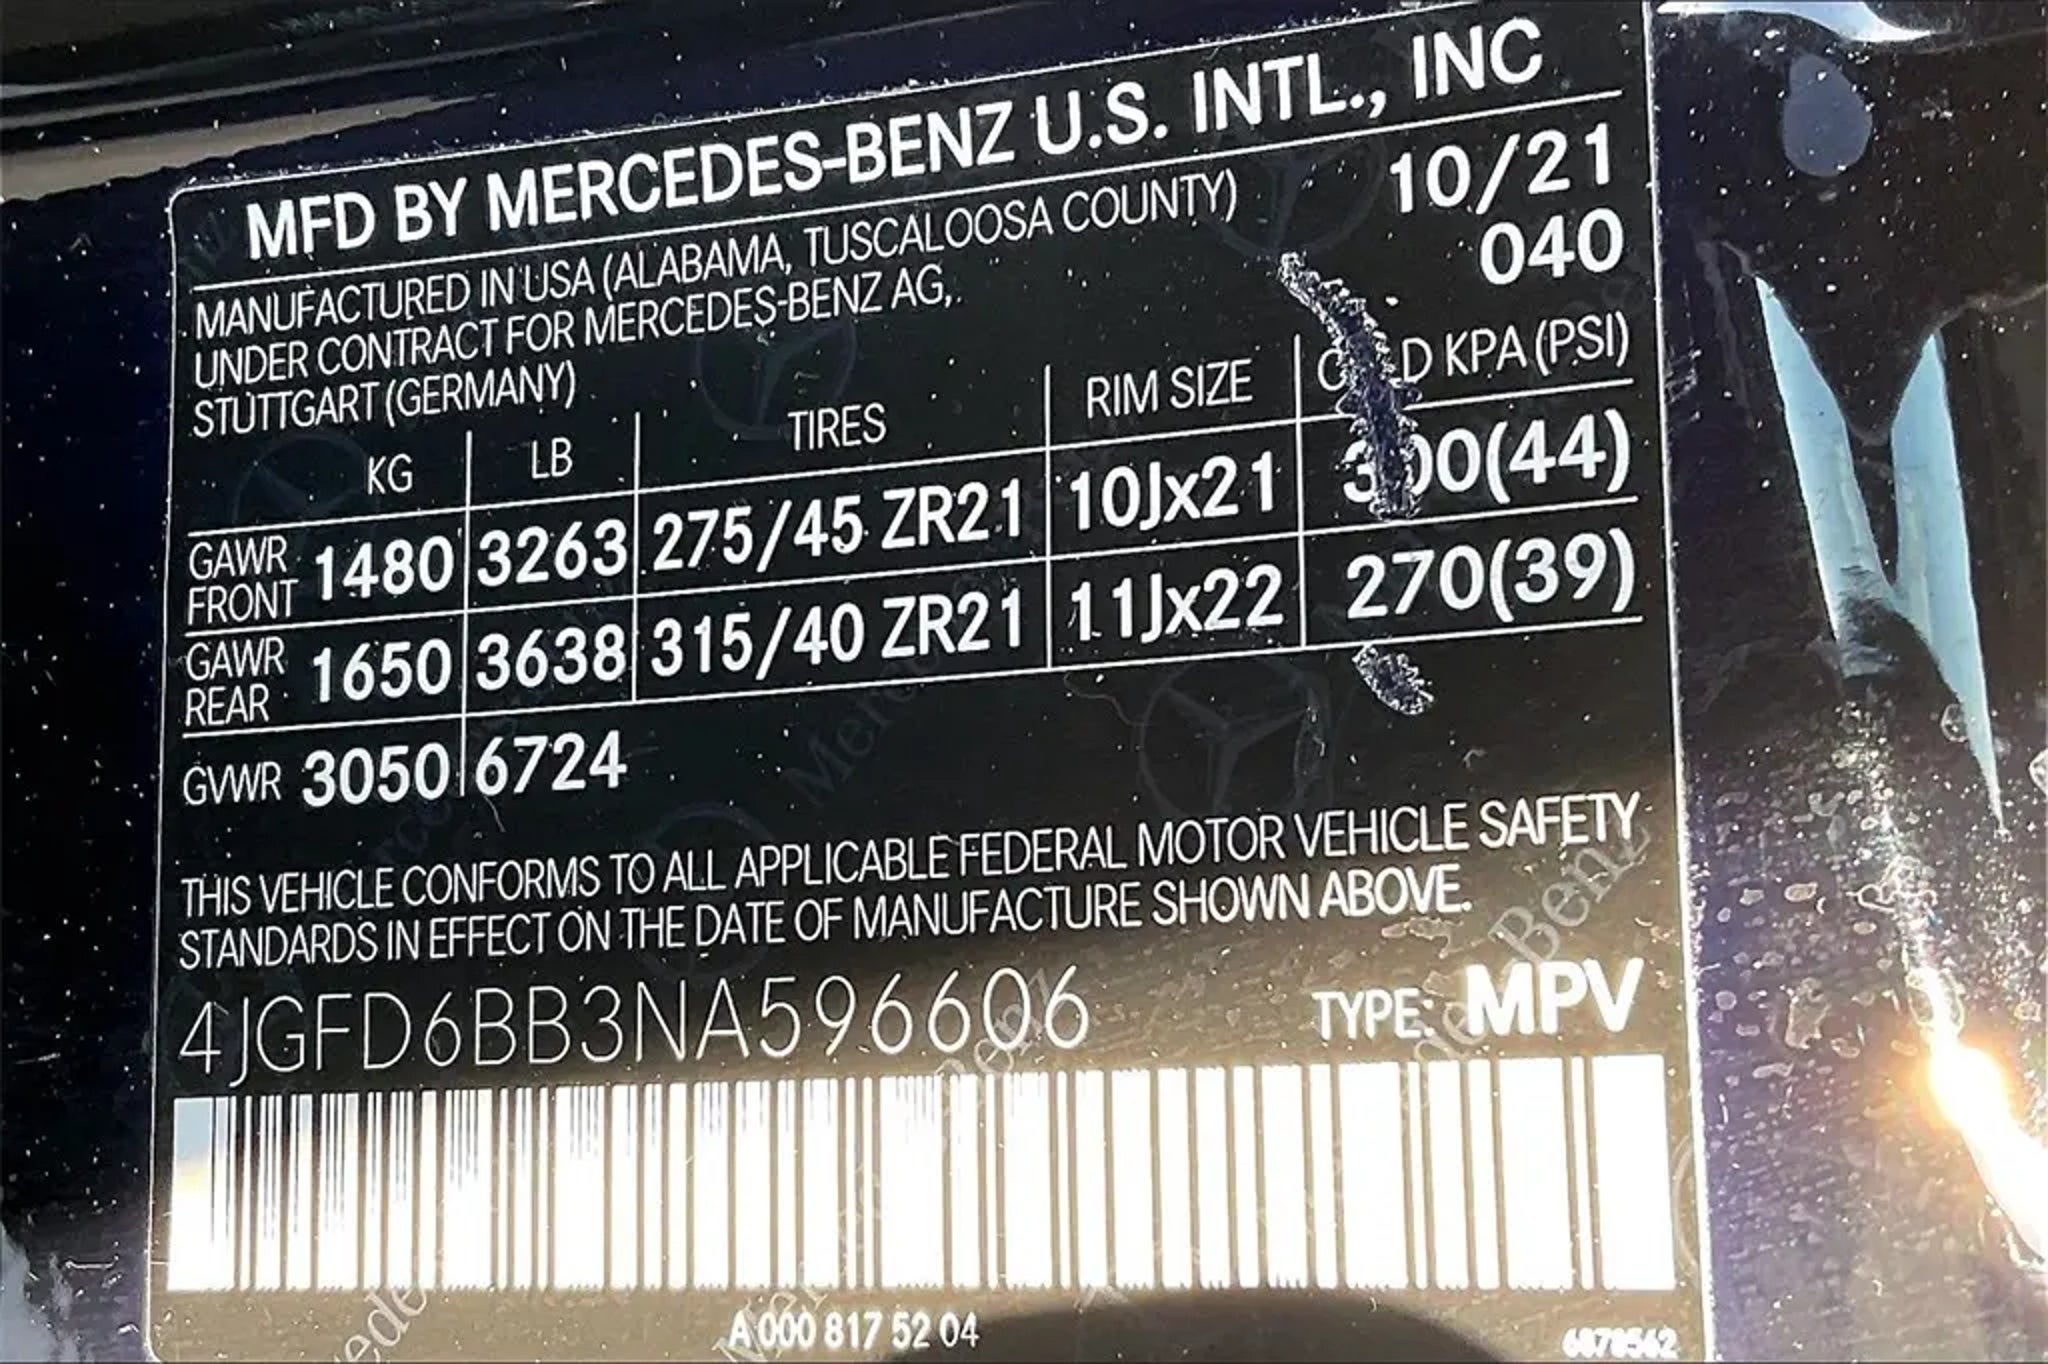 MFD BY MERCEDES-BENZ U.S. INTL., INC
MANUFACTURED IN USA (ALABAMA, TUSCALOOSA COUNTY) 10/21
UNDER CONTRACT FOR MERCEDES-BENZ AG, 040
STUTTGART (GERMANY)
KG LB TIRES RIM SIZE KPA (PSI)
GAWR FRONT 1480 3263 275/45 ZR21 10Jx21 300(44)
GAWR REAR 1650 3638 315/40 ZR21 11Jx22 270(39)
GVWR 3050 6724
THIS VEHICLE CONFORMS TO ALL APPLICABLE FEDERAL MOTOR VEHICLE SAFETY
STANDARDS IN EFFECT ON THE DATE OF MANUFACTURE SHOWN ABOVE.
4JGFD6BB3NA596606 TYPE: MPV
A 000 817 52 04 6878562